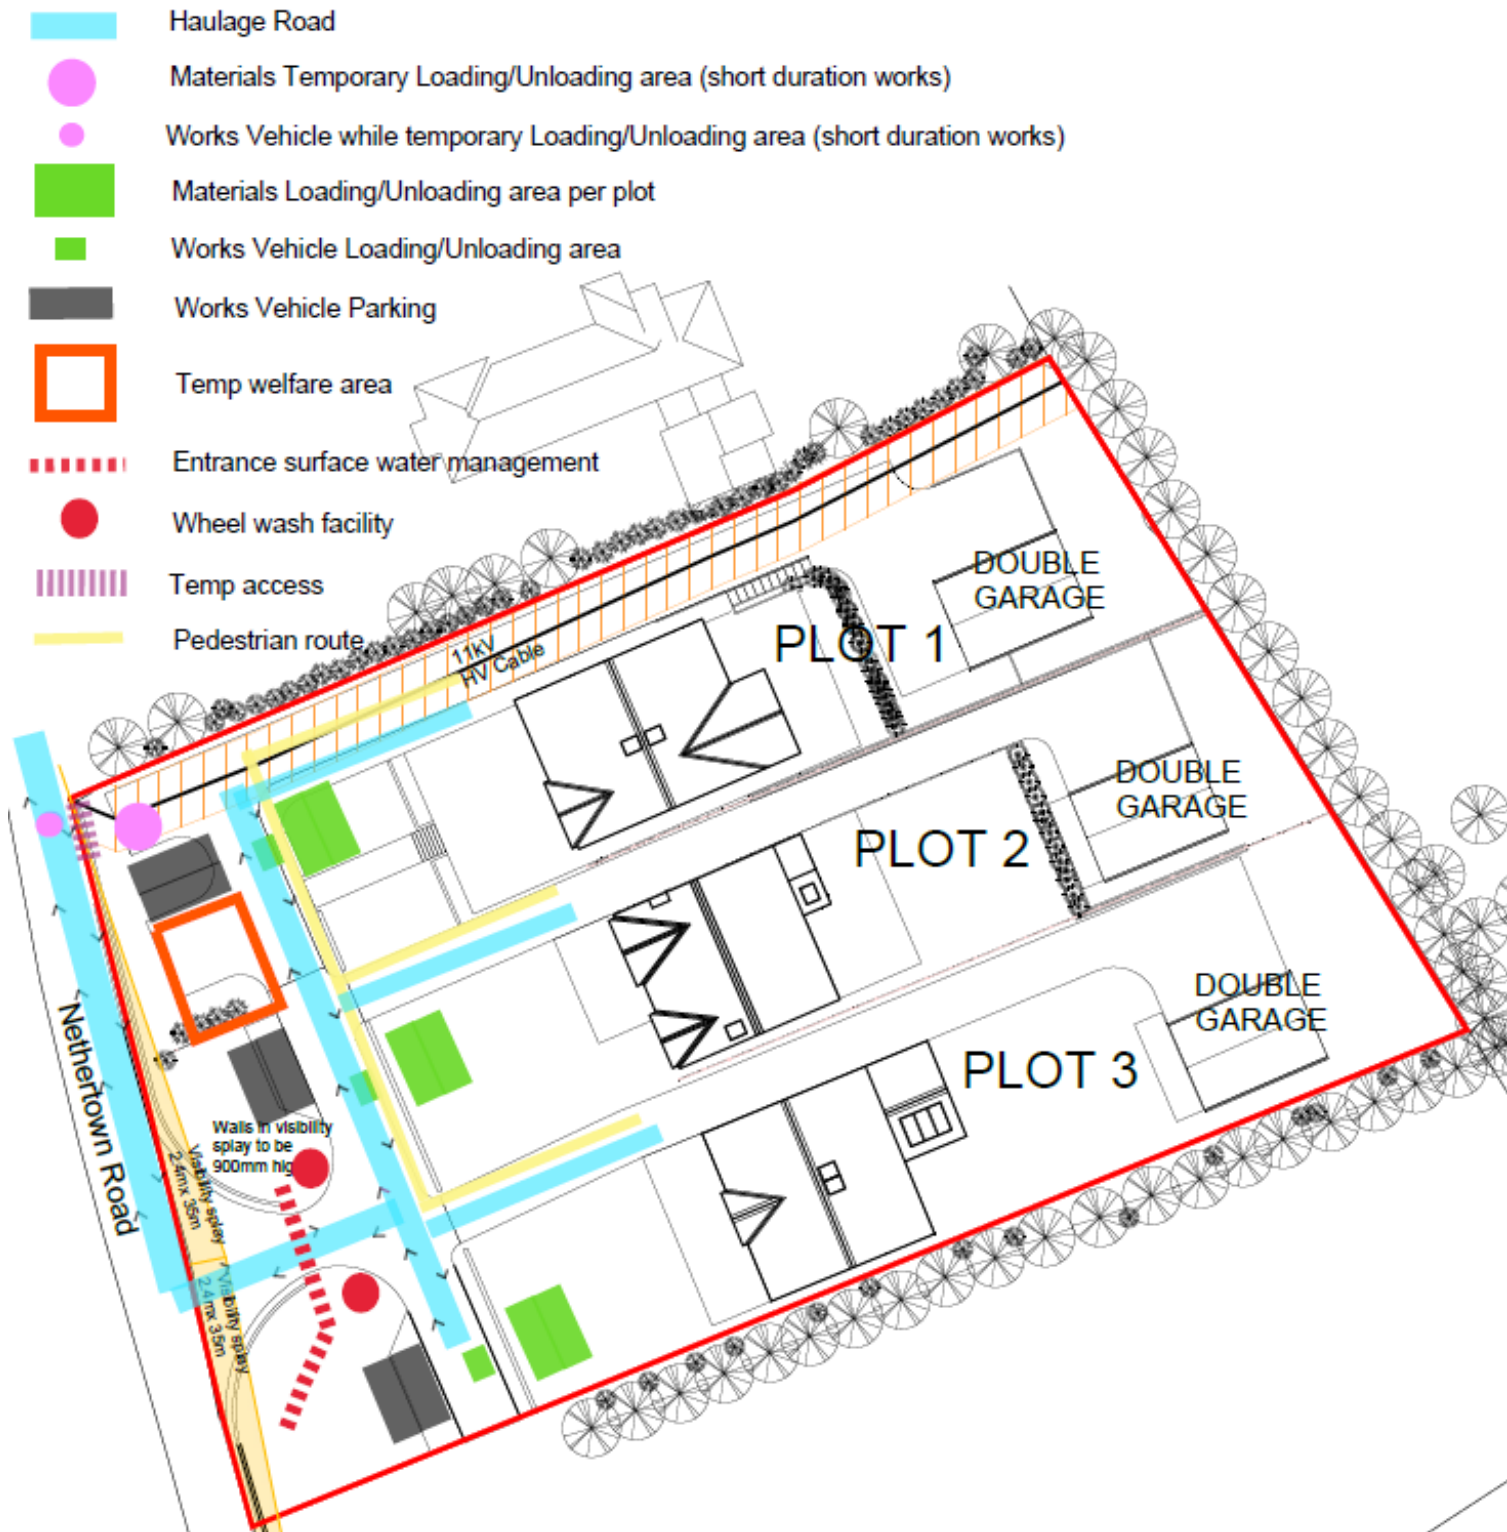 Haulage Road
Materials Temporary Loading/Unloading area (short duration works)
Works Vehicle while temporary Loading/Unloading area (short duration works)
Materials Loading/Unloading area per plot
Works Vehicle Loading/Unloading area
Works Vehicle Parking
Temp welfare area
Entrance surface water management
Wheel wash facility
Temp access
Pedestrian route
11kV
HV Cable
DOUBLE
GARAGE
PLOT 1
DOUBLE
GARAGE
PLOT 2
DOUBLE
GARAGE
PLOT 3
Nethertown Road
Walls in visibility
splay to be
900mm hig
Visibility splay
2.4m x 35m
Visibility splay
2.4m x 35m